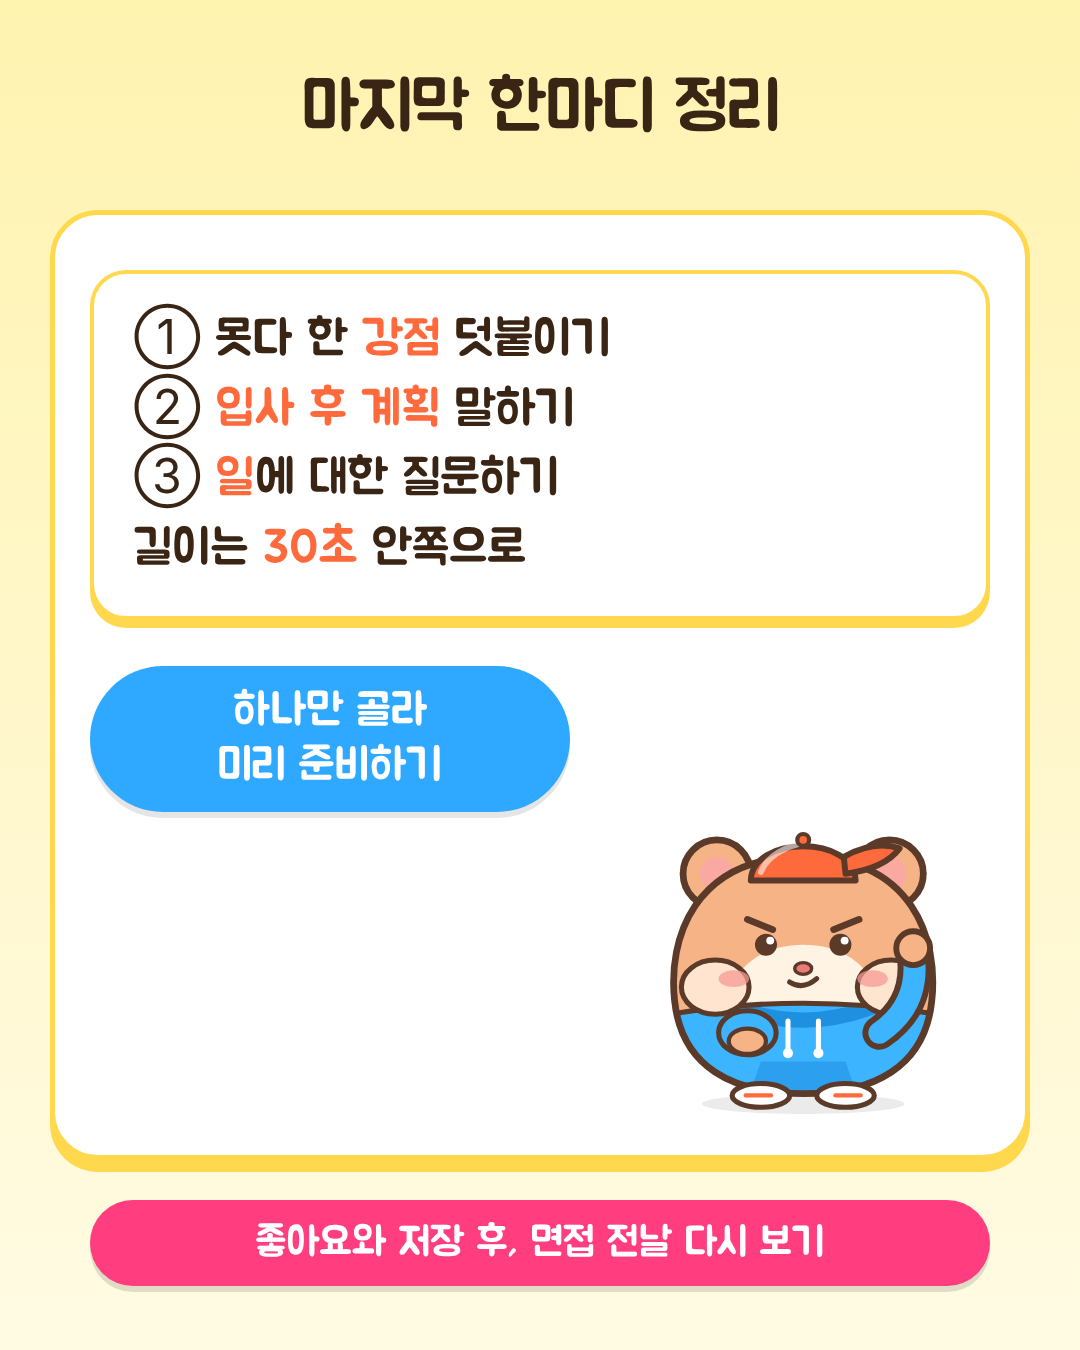 마지막 한마디 정리
① 못다 한 강점 덧붙이기
② 입사 후 계획 말하기
③ 일에 대한 질문하기
길이는 30초 안쪽으로
하나만 골라
미리 준비하기
좋아요와 저장 후, 면접 전날 다시 보기